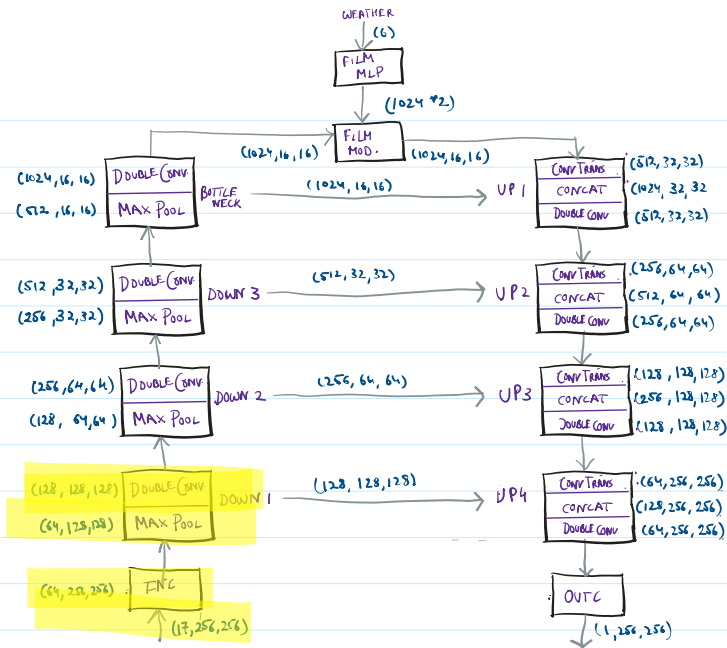 WEATHER
(6)
FILM
MLP
(1024 *2)
FILM
MOD.
(1024,16,16)
(1024,16,16)
(1024,16,16)
DOUBLE CONV
(512,16,16)
MAX POOL
BOTTLE
NECK
(1024,16,16)
UP 1
CONV TRANS
(512,32,32)
CONCAT
(1024,32,32
DOUBLE CONV
(512,32,32)
(512,32,32)
DOUBLE CONV
(256,32,32)
MAX POOL
DOWN 3
(512,32,32)
UP2
CONV TRANS
(256,64,64)
CONCAT
(512,64,64)
DOUBLE CONV
(256,64,64)
(256,64,64)
DOUBLE CONV
(128,64,64)
MAX POOL
DOWN 2
(256,64,64)
UP3
CONV TRANS
(128,128,128)
CONCAT
(256,128,128)
DOUBLE CONV
(128,128,128)
(128,128,128)
DOUBLE CONV
(64,128,128)
MAX POOL
DOWN 1
(128,128,128)
UP4
CONV TRANS
(64,256,256)
CONCAT
(128,256,256)
DOUBLE CONV
(64,256,256)
(64,256,256)
INC
(17,256,256)
OUTC
(1,256,256)